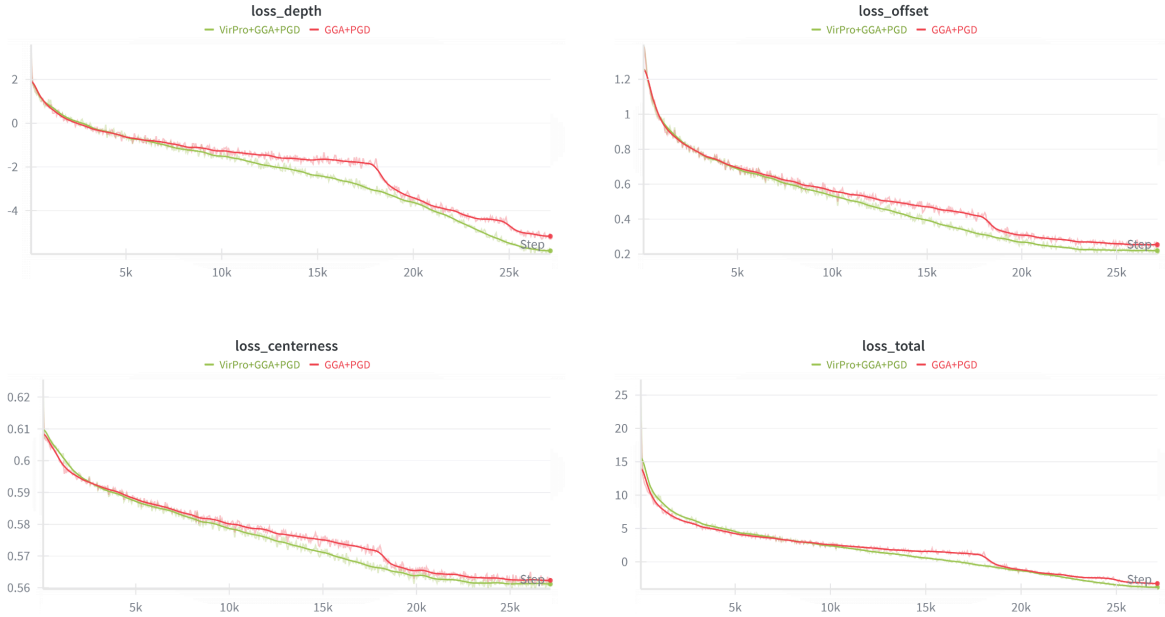 loss_depth
VirPro+GGA+PGD GGA+PGD
2
0
-2
-4
Step
5k 10k 15k 20k 25k
loss_offset
VirPro+GGA+PGD GGA+PGD
1.2
1
0.8
0.6
0.4
0.2
Step
5k 10k 15k 20k 25k
loss_centerness
VirPro+GGA+PGD GGA+PGD
0.62
0.61
0.6
0.59
0.58
0.57
0.56
Step
5k 10k 15k 20k 25k
loss_total
VirPro+GGA+PGD GGA+PGD
25
20
15
10
5
0
Step
5k 10k 15k 20k 25k